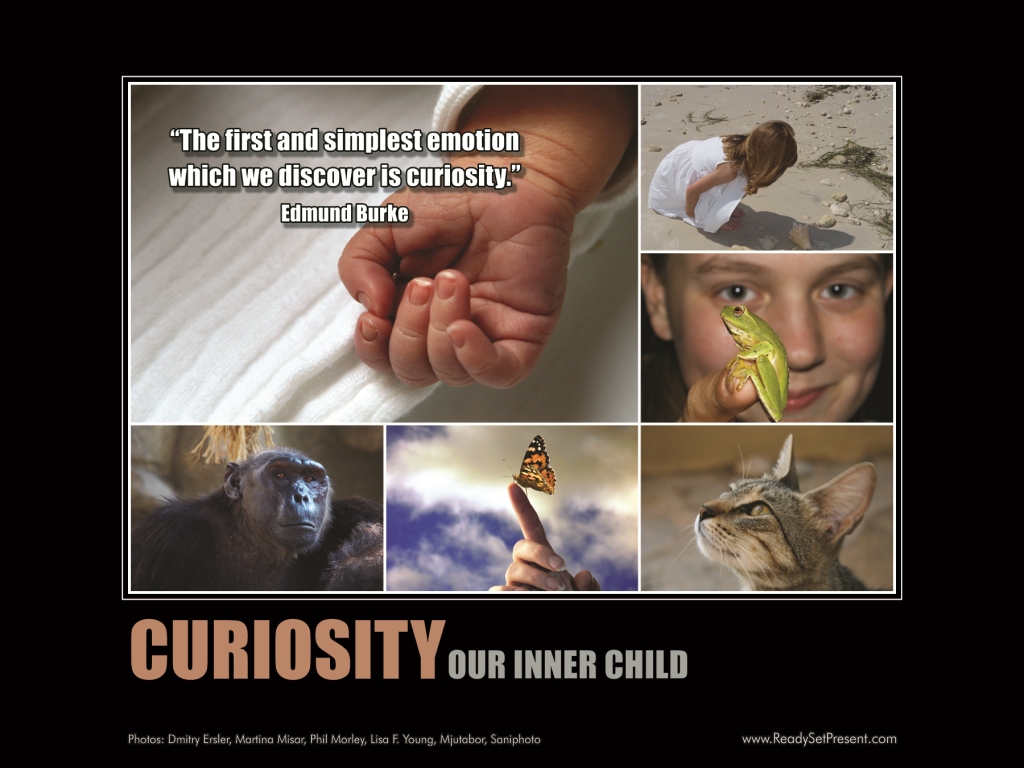 “The first and simplest emotion
which we discover is curiosity.”
Edmund Burke
CURIOSITY OUR INNER CHILD
Photos: Dmitry Ersler, Martina Misar, Phil Morley, Lisa F. Young, Mjutabor, Saniphoto
www.ReadySetPresent.com